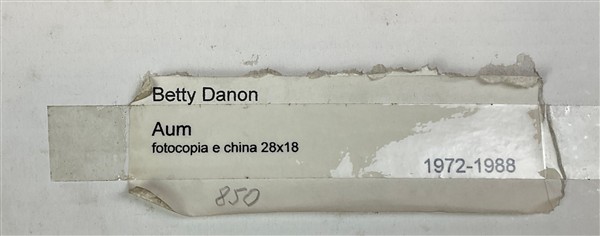 Betty Danon
Aum
fotocopia e china 28x18
1972-1988
850